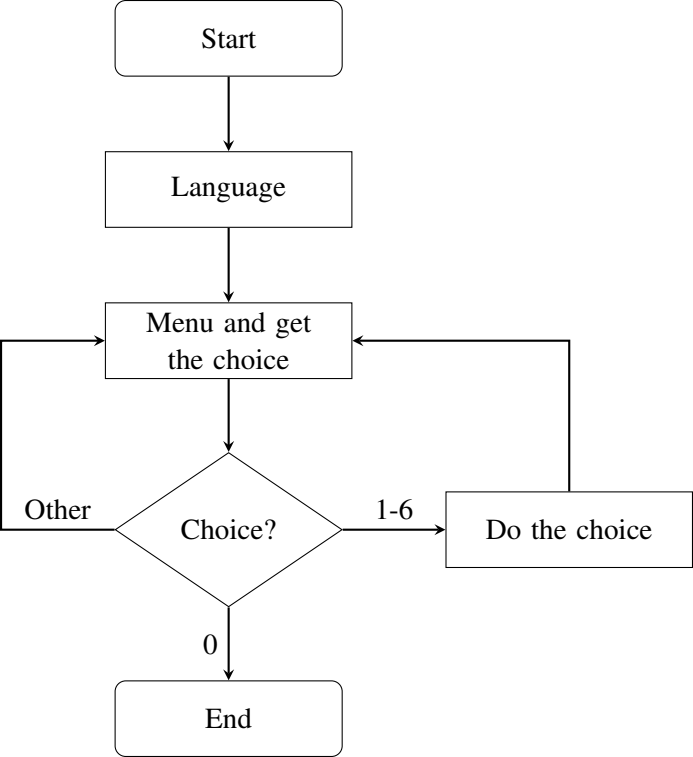 Start
Language
Menu and get
the choice
Other
Choice?
1-6
Do the choice
0
End